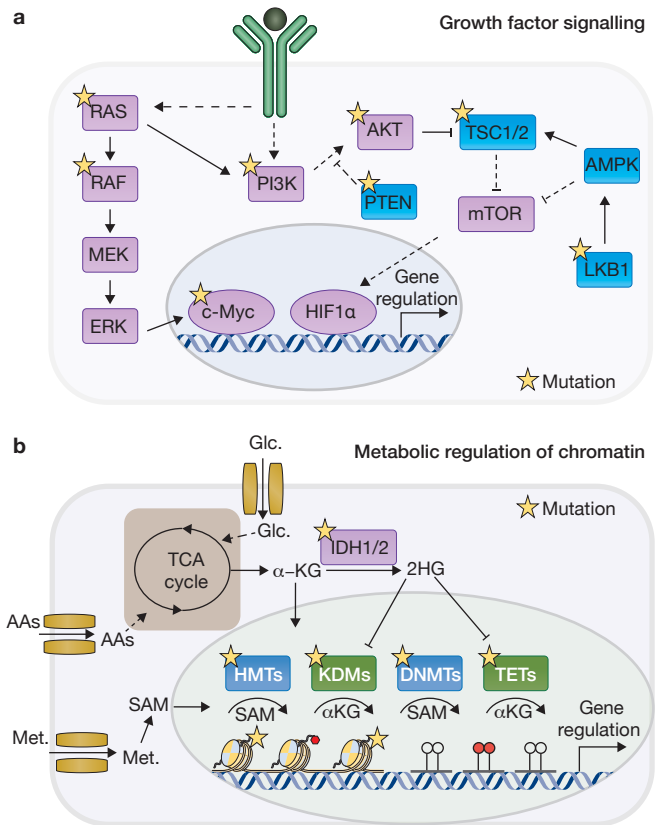 a
Growth factor signalling
RAS
AKT
TSC1/2
RAF
PI3K
AMPK
PTEN
mTOR
MEK
LKB1
Gene
regulation
c-Myc
HIF1α
ERK
Mutation
b
Glc.
Metabolic regulation of chromatin
Mutation
Glc.
IDH1/2
TCA
cycle
α–KG
2HG
AAs
AAs
HMTs
KDMs
DNMTs
TETs
SAM
SAM
αKG
SAM
αKG
Gene
regulation
Met.
Met.